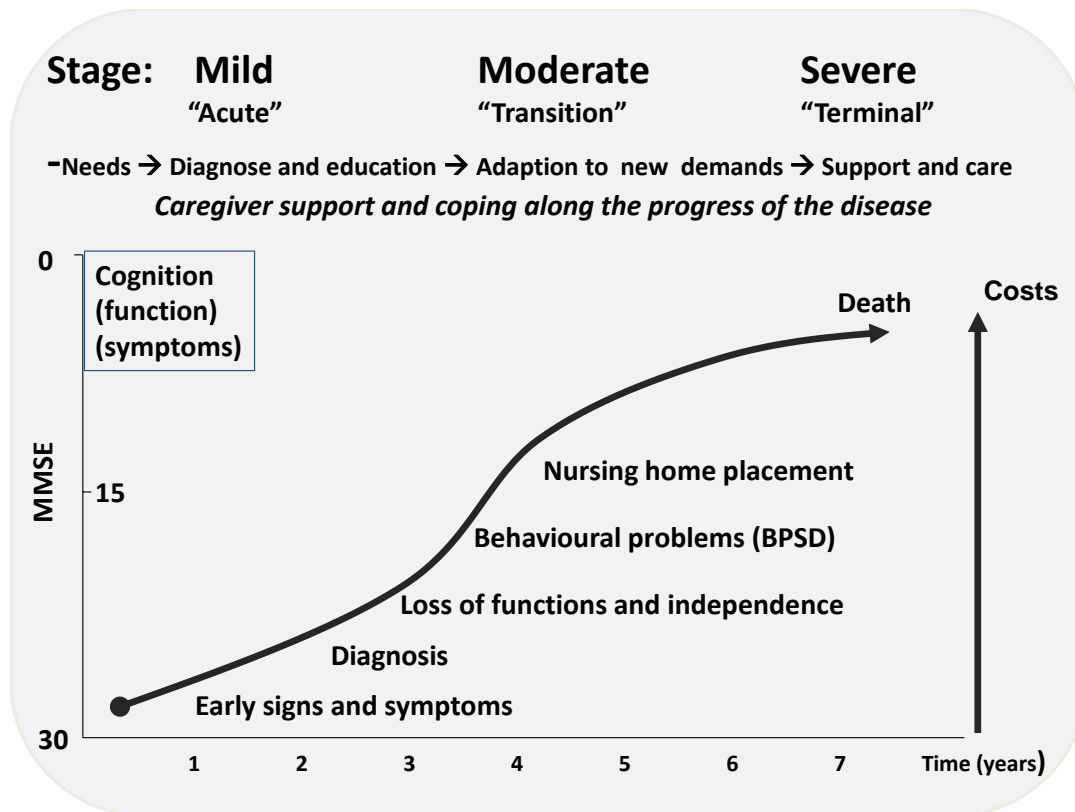 Stage: Mild Moderate Severe
“Acute” “Transition” “Terminal”
-Needs → Diagnose and education → Adaption to new demands → Support and care
Caregiver support and coping along the progress of the disease
0
Cognition
(function)
(symptoms)
Death
Costs
MMSE
15
Nursing home placement
Behavioural problems (BPSD)
Loss of functions and independence
Diagnosis
Early signs and symptoms
30
1 2 3 4 5 6 7 Time (years)